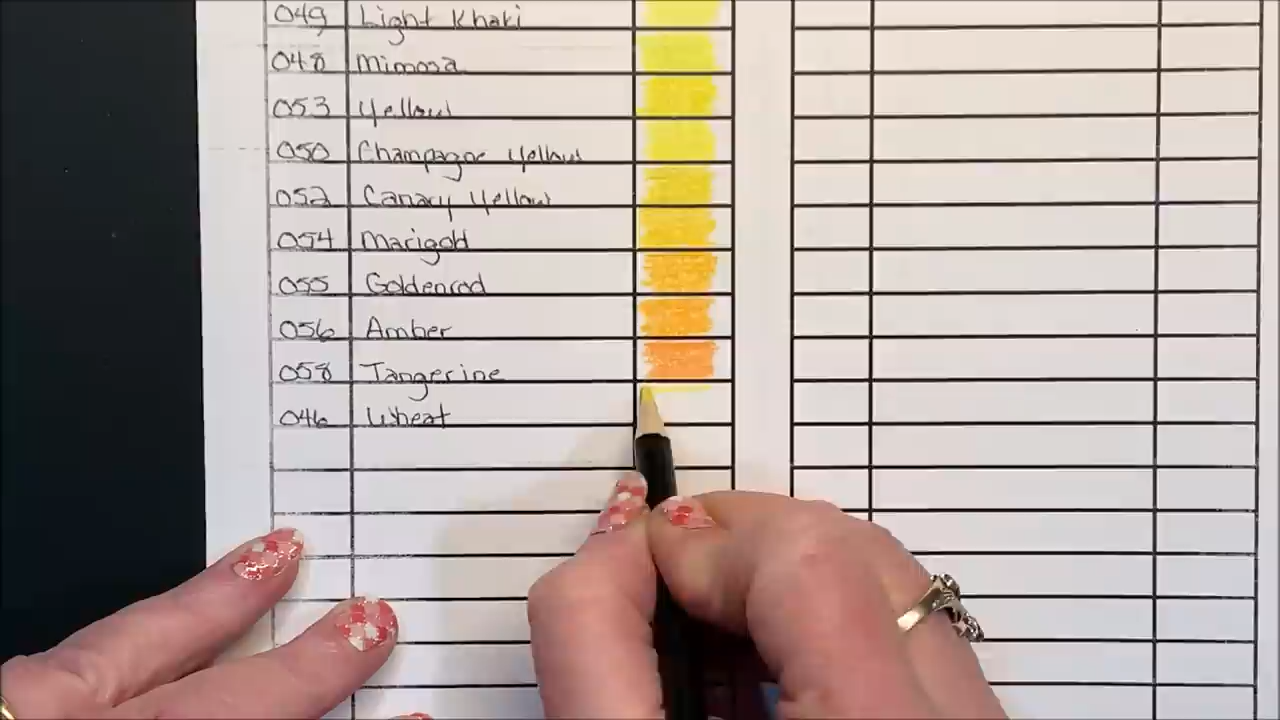 049 Light Khaki
048 Mimosa
053 Yellow
050 Champagne Yellow
052 Canary Yellow
054 Marigold
055 Goldenrod
056 Amber
058 Tangerine
046 Wheat